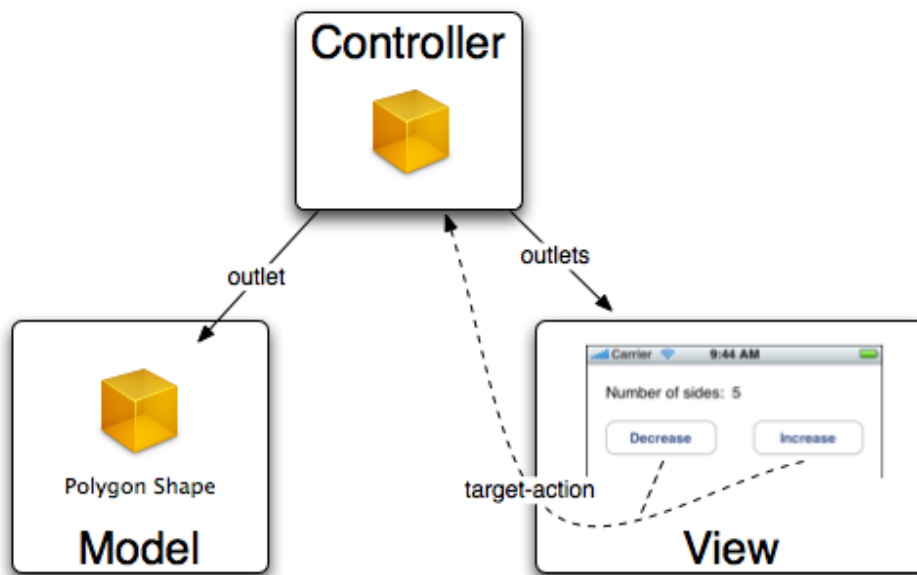 Controller
outlet
outlets
Carrier 9:44 AM
Number of sides: 5
Decrease
Increase
target-action
Polygon Shape
Model
View